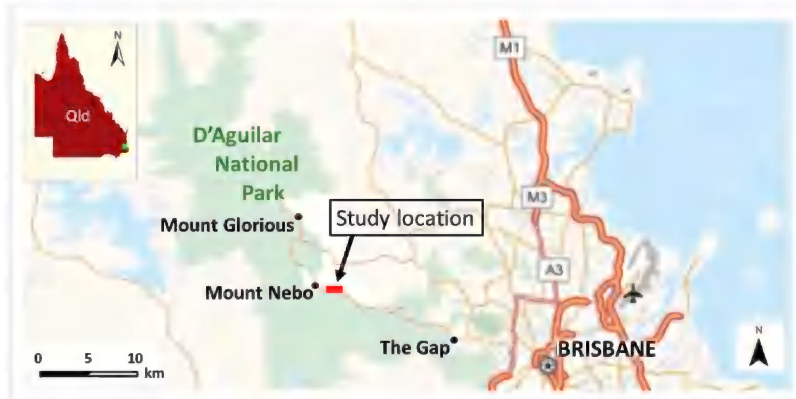 N
Qld
M1
D'Aguilar
National
Park
M3
Mount Glorious
Study location
A3
Mount Nebo
The Gap
BRISBANE
N
0 5 10
km